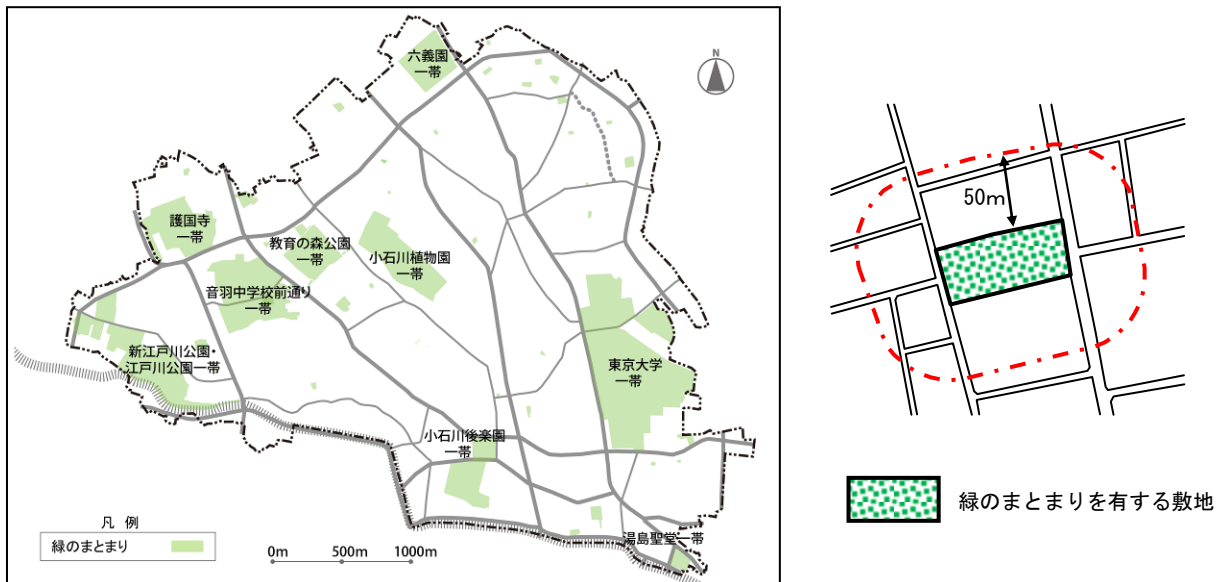 六義園
一帯
N
護国寺
一帯
教育の森公園
一帯
小石川植物園
一帯
音羽中学校前通り
一帯
新江戸川公園・
江戸川公園一帯
東京大学
一帯
小石川後楽園
一帯
湯島聖堂一帯
凡 例
緑のまとまり
0m 500m 1000m
50m
緑のまとまりを有する敷地